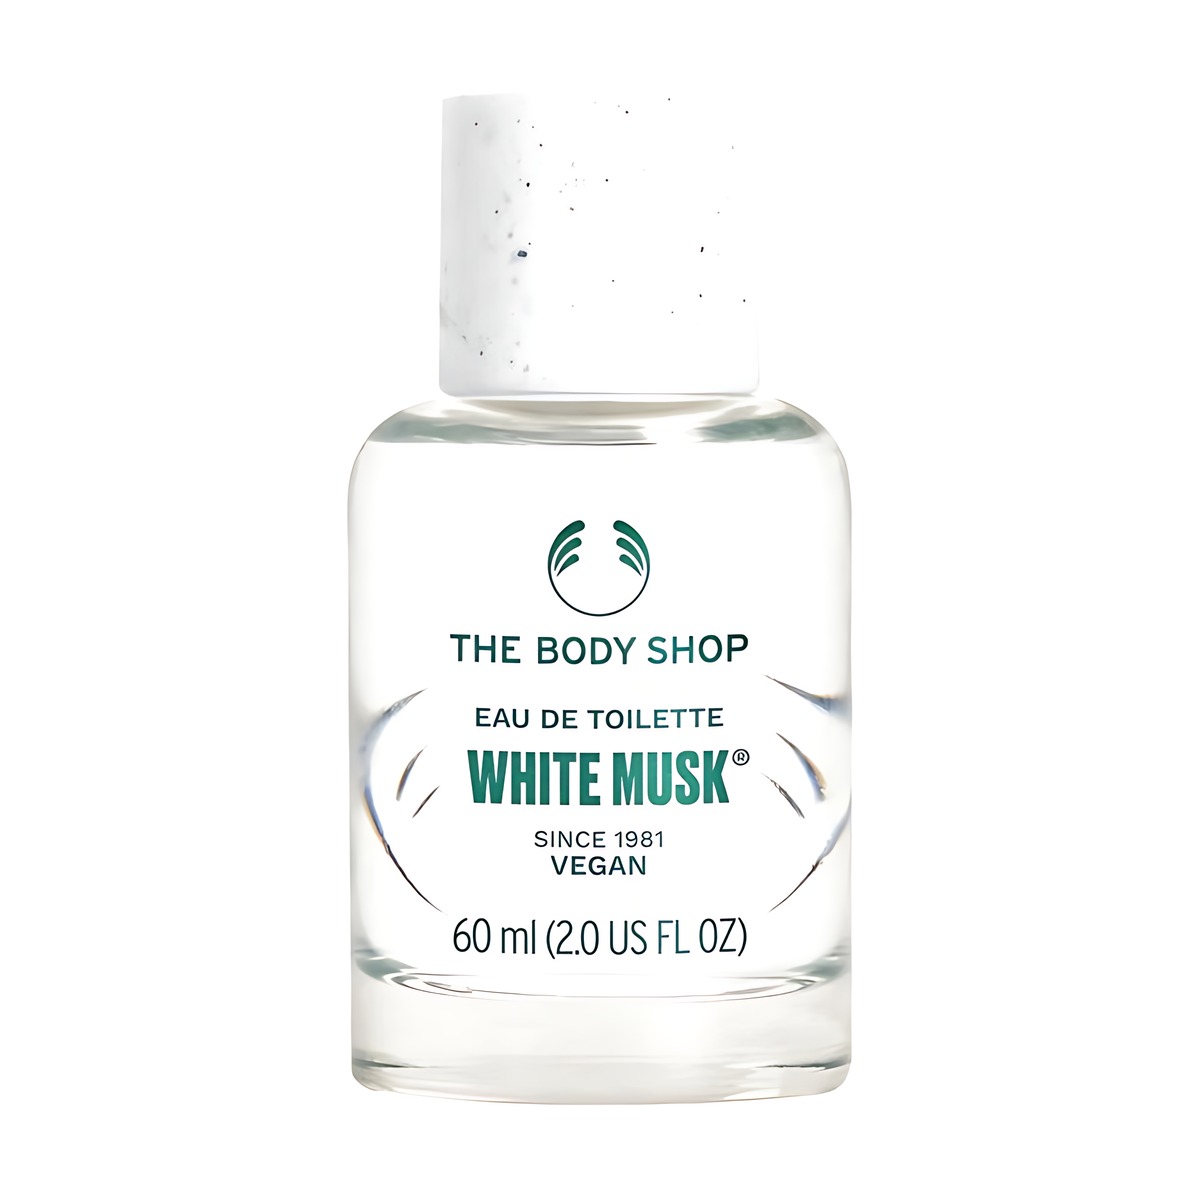 THE BODY SHOP
EAU DE TOILETTE
WHITE MUSK®
SINCE 1981
VEGAN
60 ml (2.0 US FL OZ)